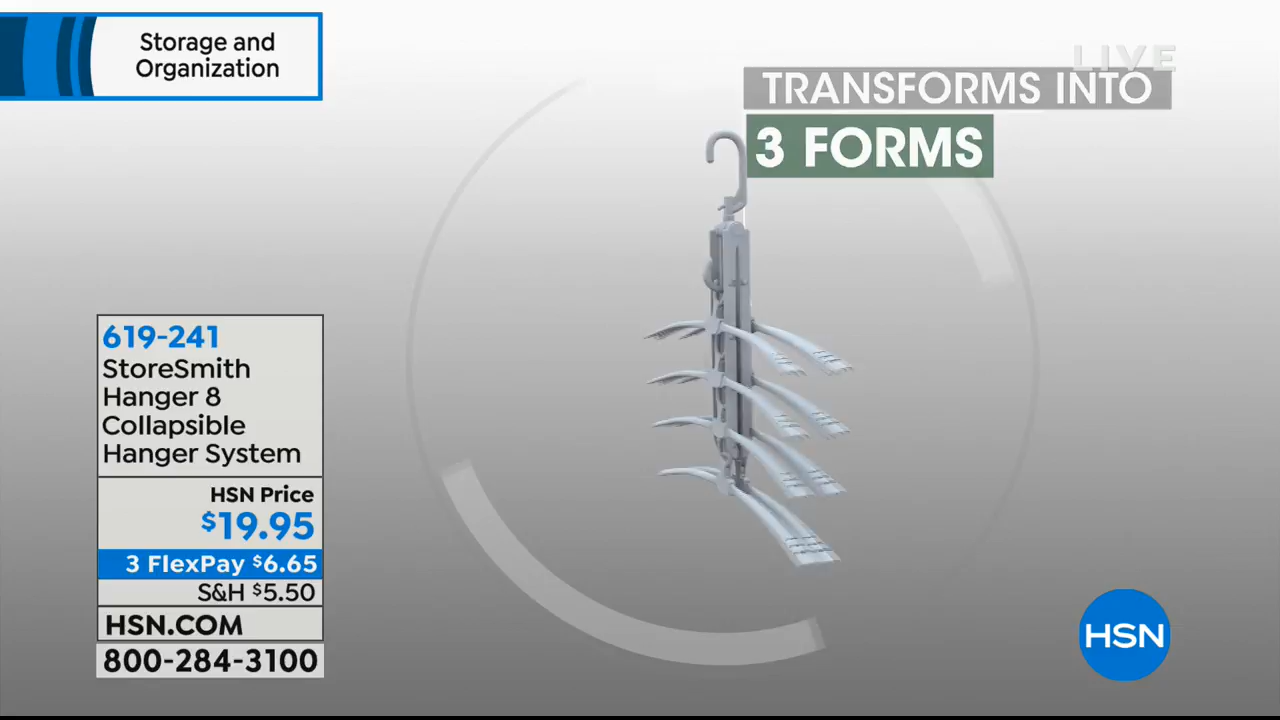 Storage and
Organization
LIVE
TRANSFORMS INTO
3 FORMS
619-241
StoreSmith
Hanger 8
Collapsible
Hanger System
HSN Price
$19.95
3 FlexPay $6.65
S&H $5.50
HSN.COM
800-284-3100
HSN